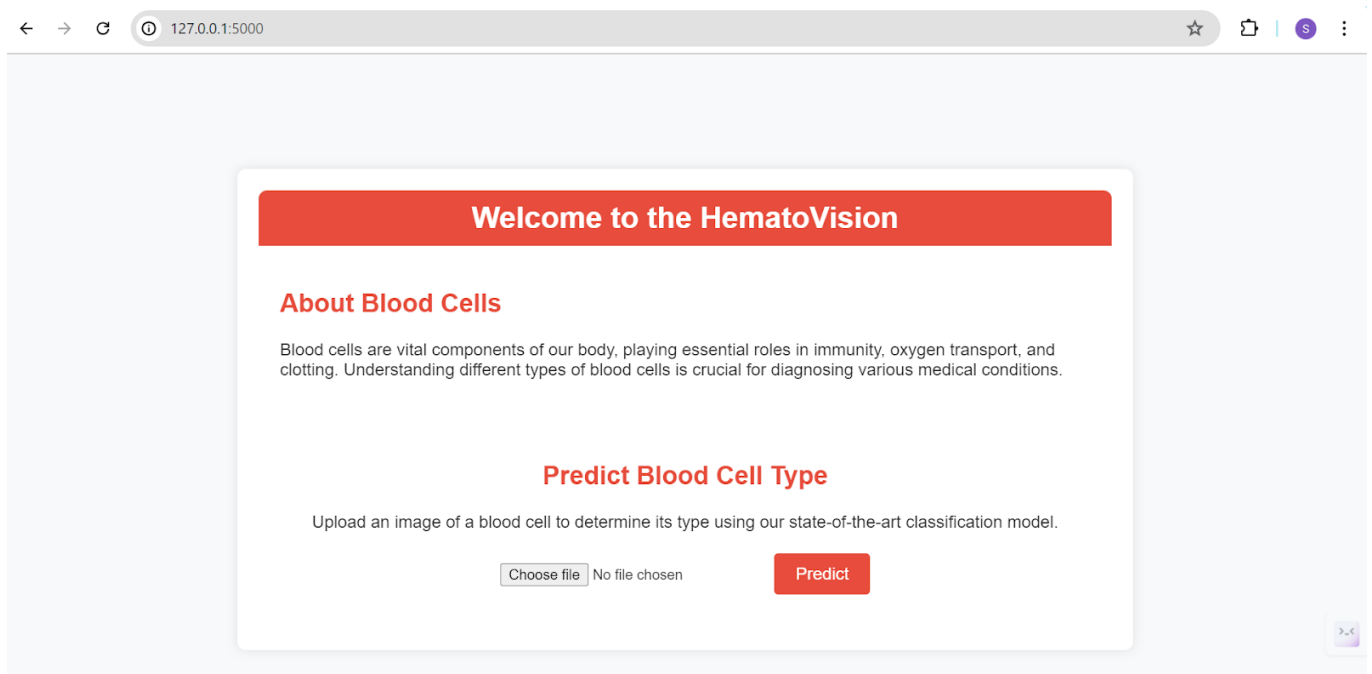 127.0.0.1:5000
S
Welcome to the HematoVision
About Blood Cells
Blood cells are vital components of our body, playing essential roles in immunity, oxygen transport, and
clotting. Understanding different types of blood cells is crucial for diagnosing various medical conditions.
Predict Blood Cell Type
Upload an image of a blood cell to determine its type using our state-of-the-art classification model.
Choose file No file chosen Predict